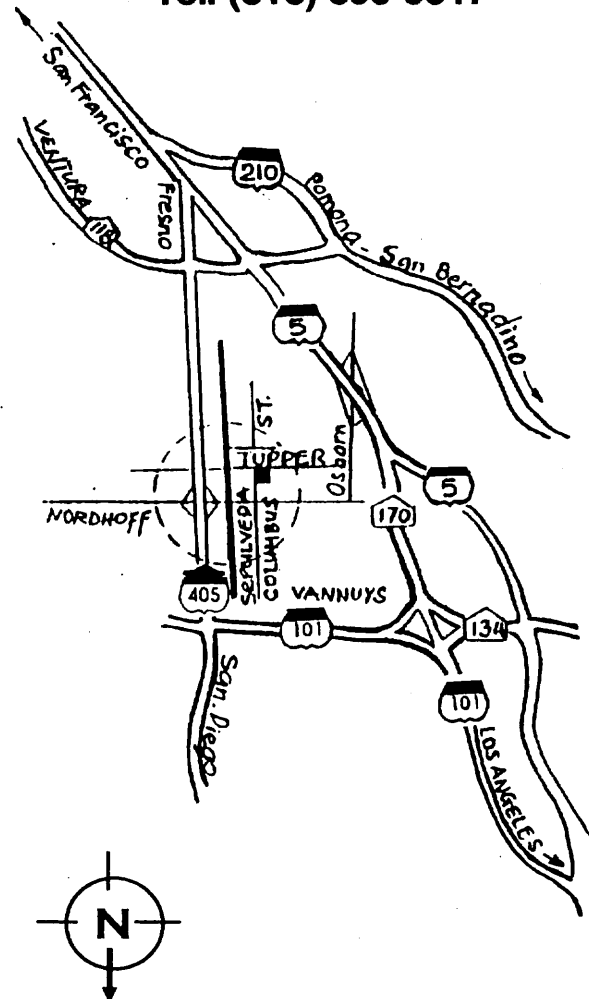 San Francisco
VENTURA
118
Fresno
210
Pomona - San Bernadino
5
ST.
TUPPER
Osborn
5
NORDHOFF
SEPULVEDA
COLUMBUS
170
405
VANNUYS
101
134
San. Diego
101
LOS ANGELES
N